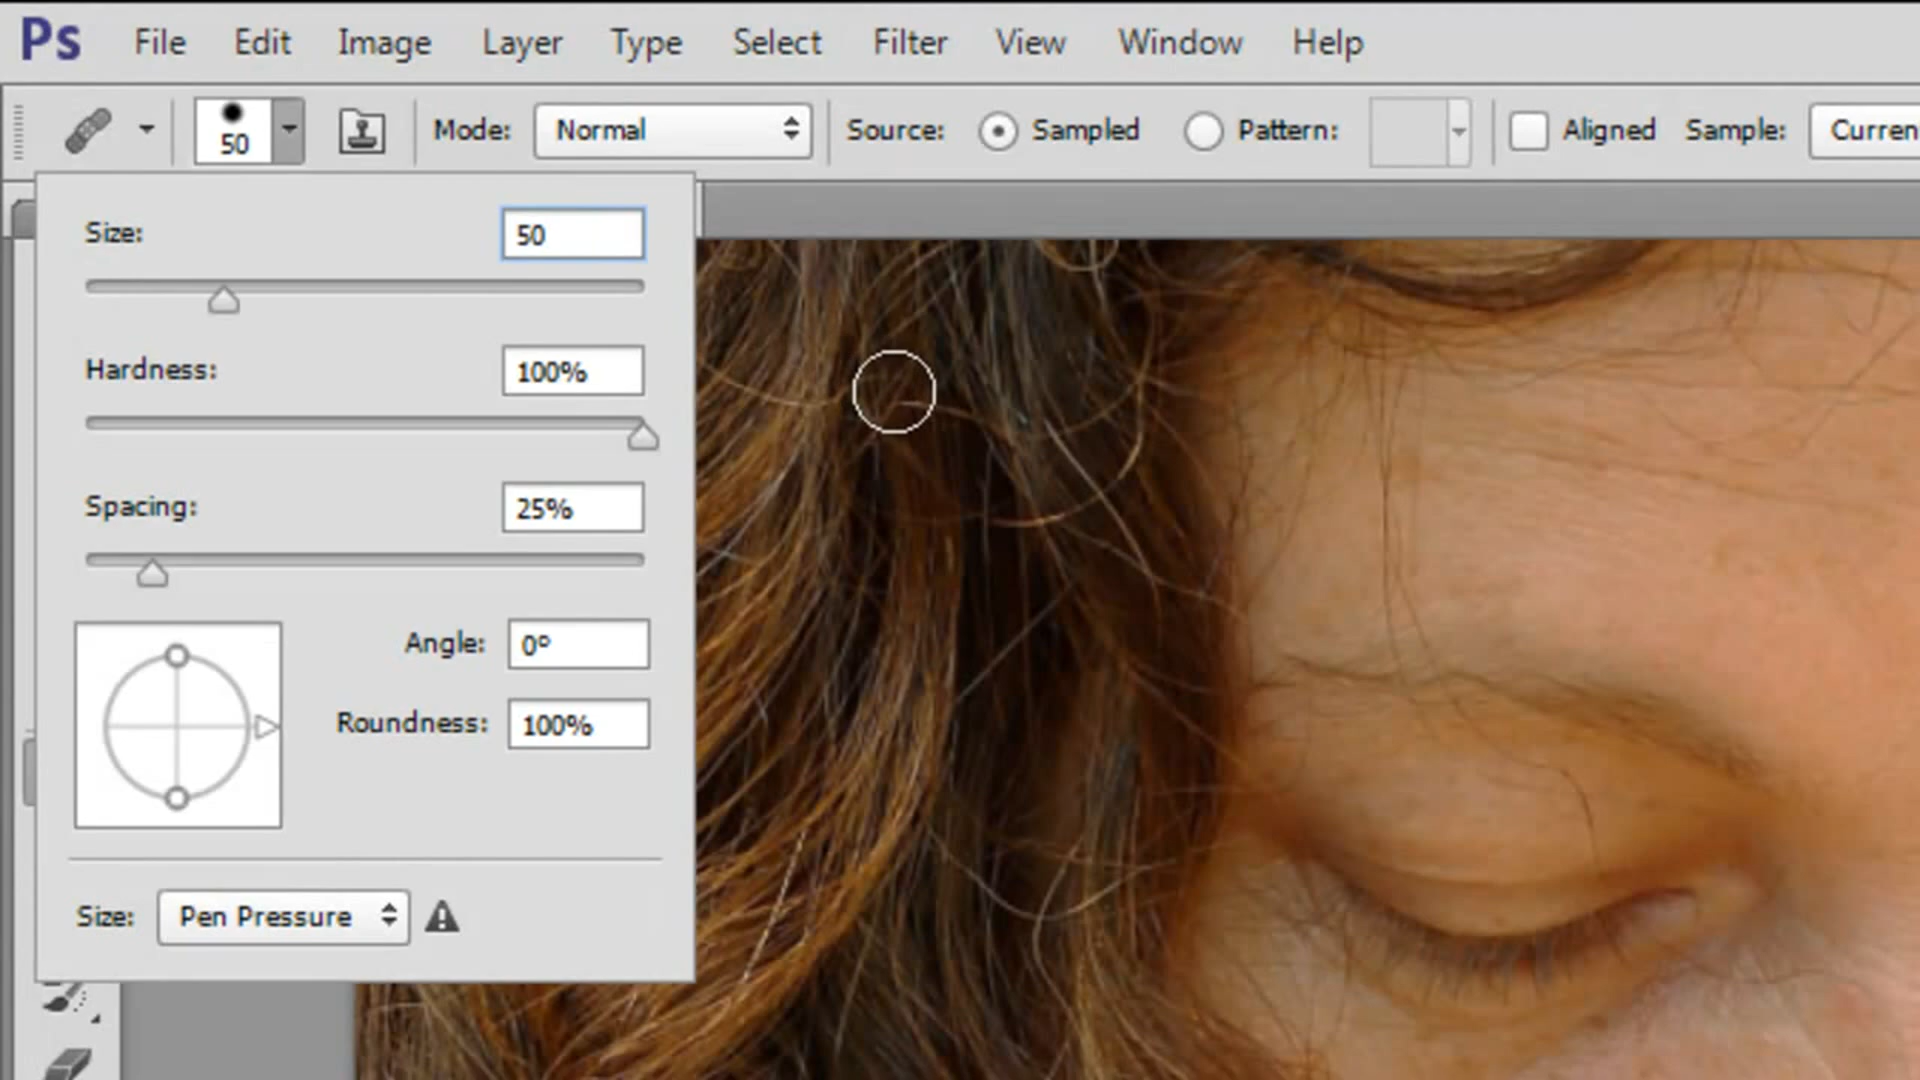 Ps File Edit Image Layer Type Select Filter View Window Help
50 Mode: Normal Source: Sampled Pattern: Aligned Sample: Curren
Size: 50
Hardness: 100%
Spacing: 25%
Angle: 0º
Roundness: 100%
Size: Pen Pressure